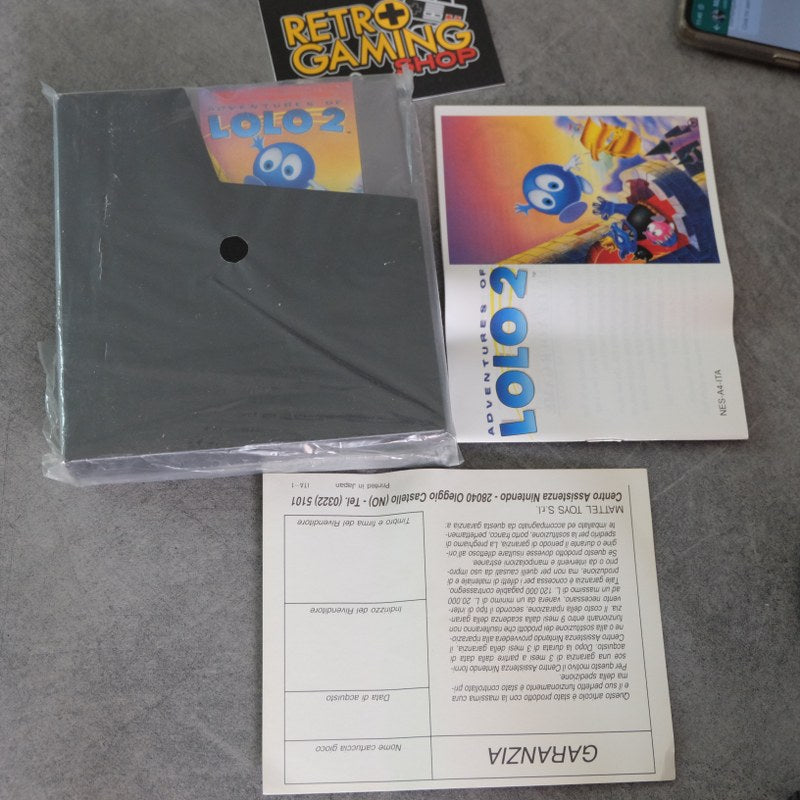 RETRO
GAMING
SHOP
PLAY
ADVENTURES OF
LOLO 2
TM
ADVENTURES OF
LOLO 2
TM
NES-A4-ITA
GARANZIA
Questo articolo è stato prodotto con la massima cura
e il suo perfetto funzionamento è stato controllato pri-
ma della spedizione.
Per questo motivo il Centro Assistenza Nintendo forni-
sce una garanzia di 3 mesi a partire dalla data di
acquisto. Dopo la durata di 3 mesi della garanzia, il
Centro Assistenza Nintendo provvederà alla riparazio-
ne o alla sostituzione dei prodotti che risulteranno non
funzionanti entro 9 mesi dalla scadenza della garan-
zia. Il costo della riparazione, secondo il tipo di inter-
vento necessario, varierà da un minimo di L. 20.000
ad un massimo di L. 120.000 pagabile contrassegno.
Tale garanzia è concessa per i difetti di materiale e di
produzione, ma non per quelli causati da uso impro-
prio o da interventi e manipolazioni estranee.
Se questo prodotto dovesse risultare difettoso all'ori-
gine o durante il periodo di garanzia, La preghiamo di
spedirlo per la sostituzione, porto franco, perfettamen-
te imballato ed accompagnato da questa garanzia a:
MATTEL TOYS S.r.l.
Centro Assistenza Nintendo - 28040 Oleggio Castello (NO) - Tel. (0322) 5101
Nome cartuccia gioco
Data di acquisto
Indirizzo del Rivenditore
Timbro e firma del Rivenditore
Printed in Japan
ITA-1